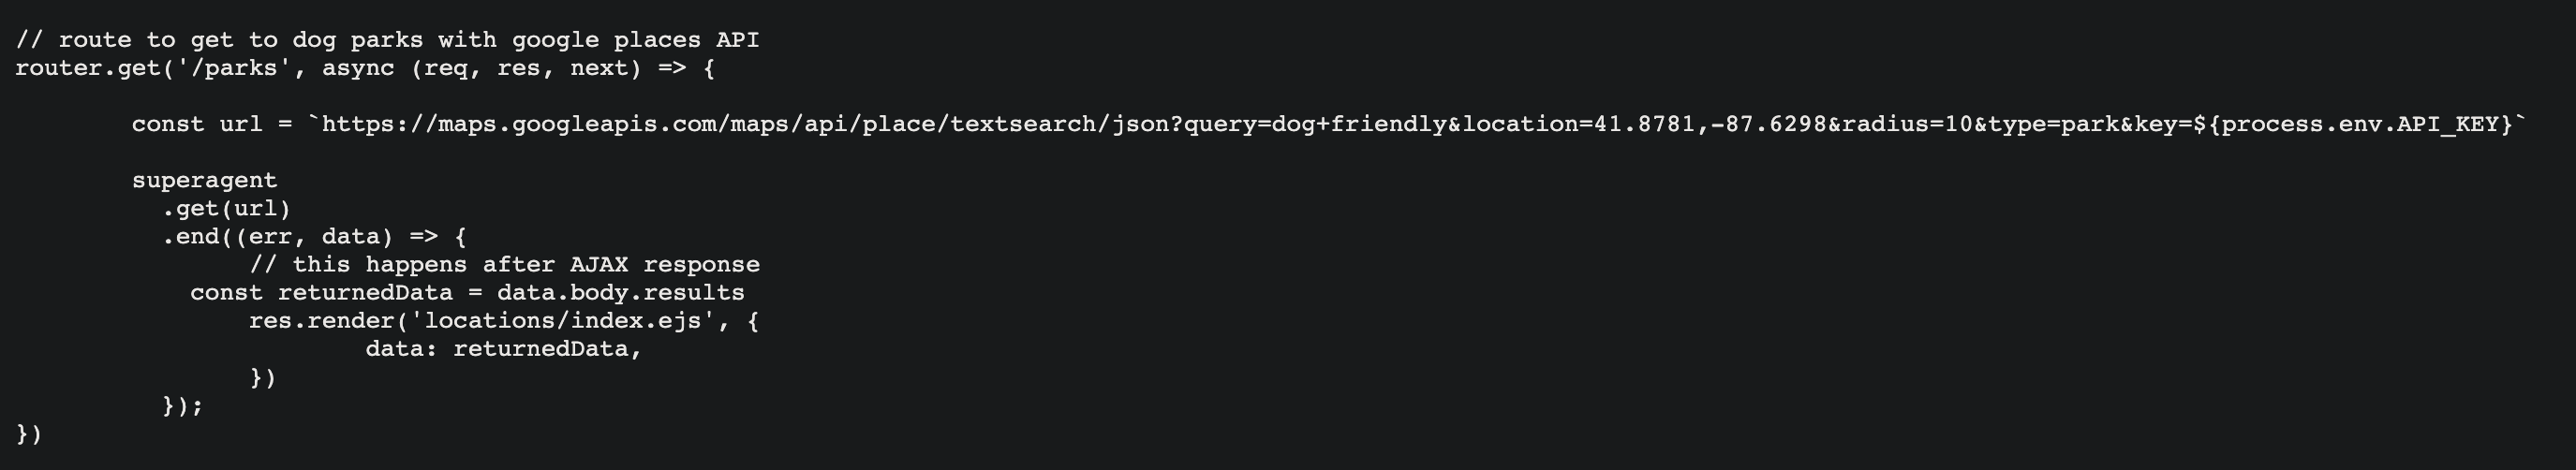 // route to get to dog parks with google places API
router.get('/parks', async (req, res, next) => {
const url = `https://maps.googleapis.com/maps/api/place/textsearch/json?query=dog+friendly&location=41.8781,-87.6298&radius=10&type=park&key=${process.env.API_KEY}`
superagent
.get(url)
.end((err, data) => {
// this happens after AJAX response
const returnedData = data.body.results
res.render('locations/index.ejs', {
data: returnedData,
})
});
})